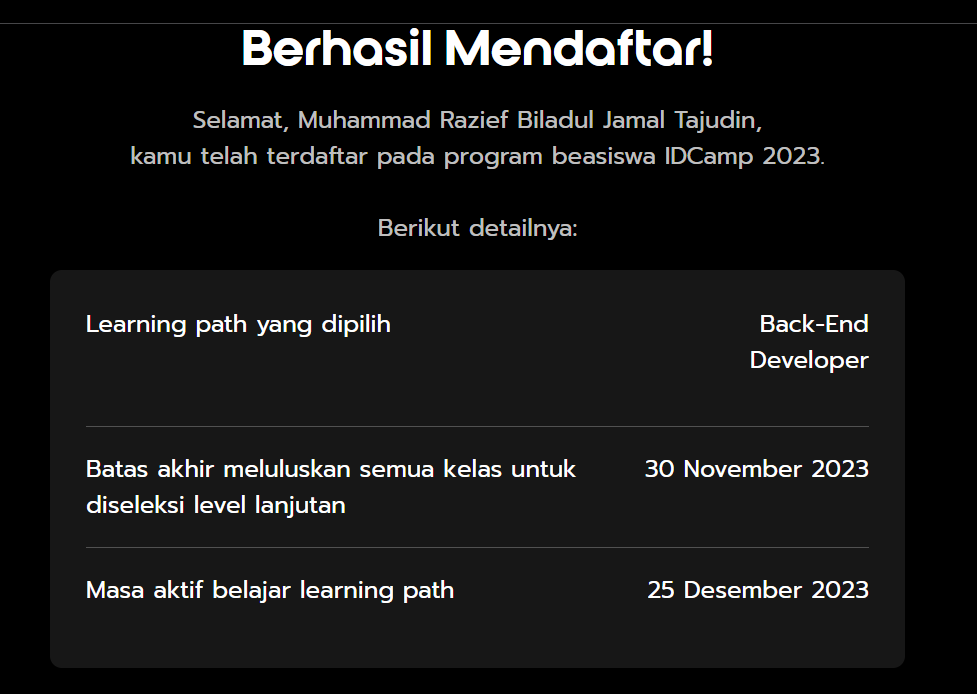 Berhasil Mendaftar!
Selamat, Muhammad Razief Biladul Jamal Tajudin,
kamu telah terdaftar pada program beasiswa IDCamp 2023.
Berikut detailnya:
Learning path yang dipilih
Back-End
Developer
Batas akhir meluluskan semua kelas untuk
diseleksi level lanjutan
30 November 2023
Masa aktif belajar learning path
25 Desember 2023